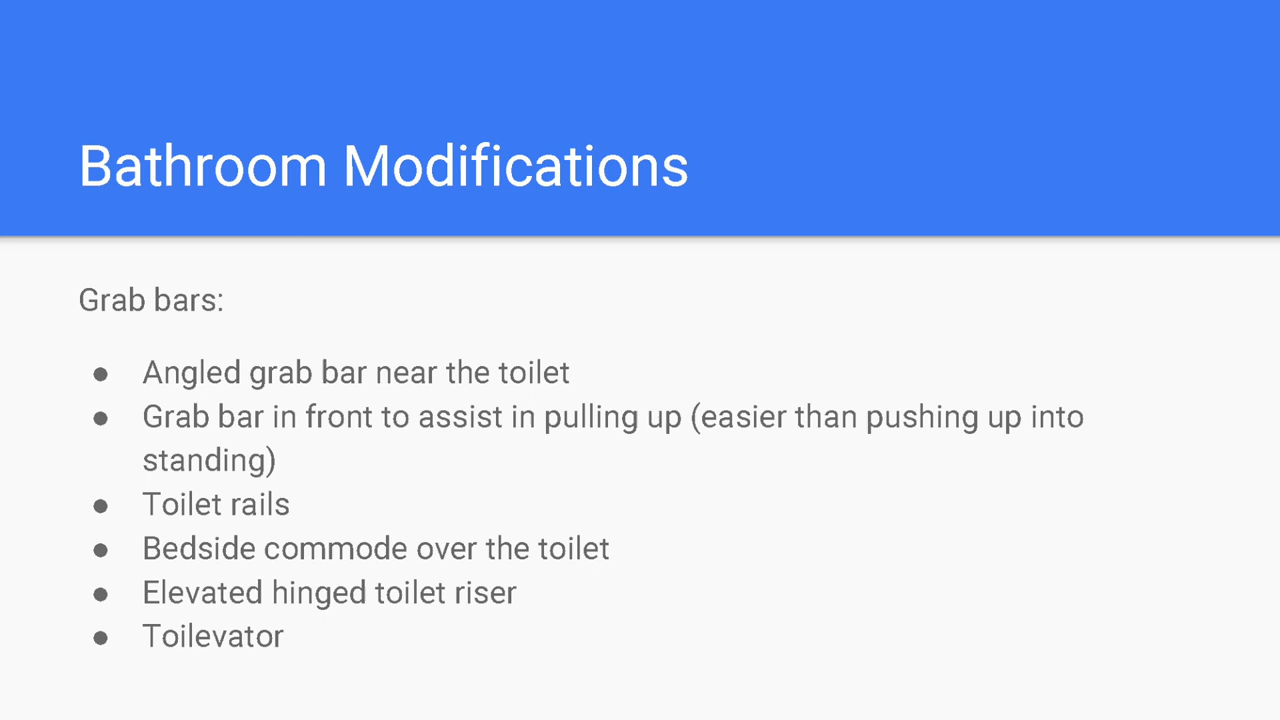 Bathroom Modifications
Grab bars:
● Angled grab bar near the toilet
● Grab bar in front to assist in pulling up (easier than pushing up into
standing)
● Toilet rails
● Bedside commode over the toilet
● Elevated hinged toilet riser
● Toilevator